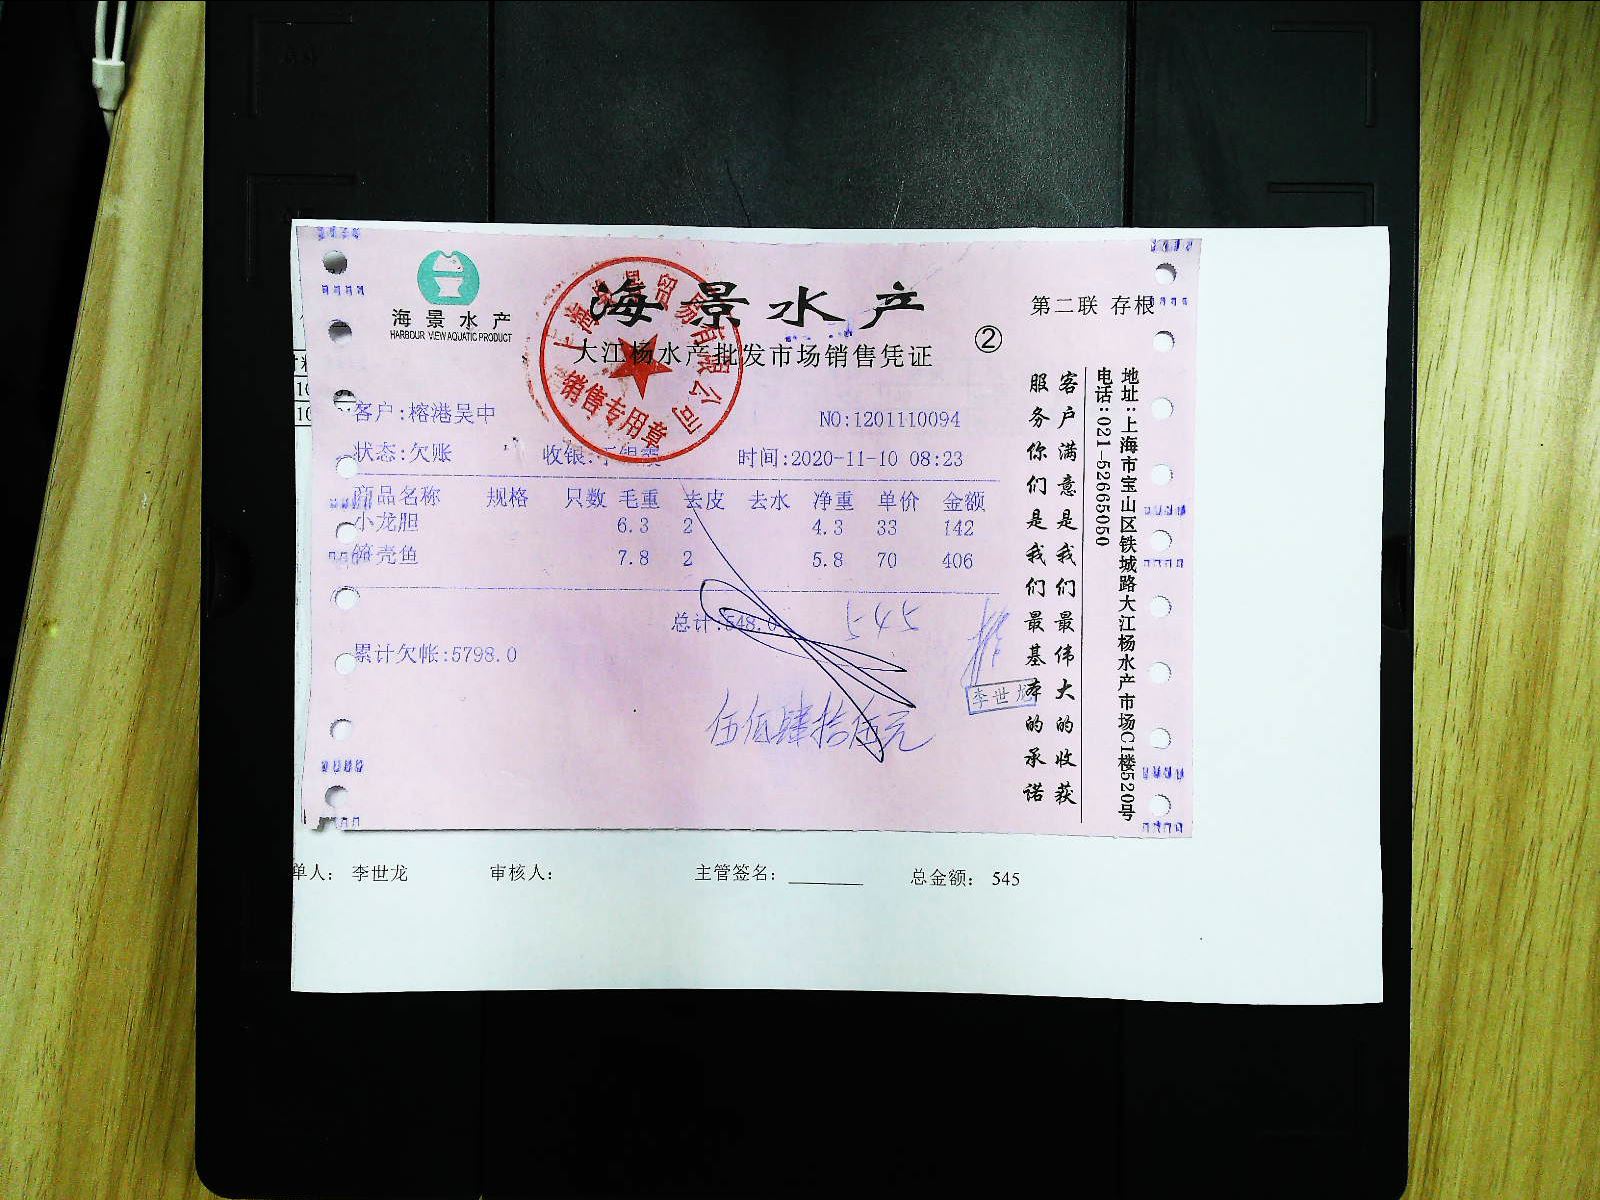 海景水产
HARBOUR VIEW AQUATIC PRODUCT
海景水产
大江杨水产批发市场销售凭证
②
第二联 存根
销售专用章
客户:榕港吴中
NO:1201110094
状态:欠账
收银:
时间:2020-11-10 08:23
商品名称 规格 只数 毛重 去皮 去水 净重 单价 金额
小龙胆 6.3 2 4.3 33 142
笋壳鱼 7.8 2 5.8 70 406
总计:548.0
545
累计欠帐:5798.0
伍佰肆拾伍元
李世龙
客户满意是我们最伟大的收获
服务你们是我们最基本的承诺
地址:上海市宝山区铁城路大江杨水产市场C1楼520号
电话:021-52665050
单人: 李世龙
审核人:
主管签名:
总金额: 545